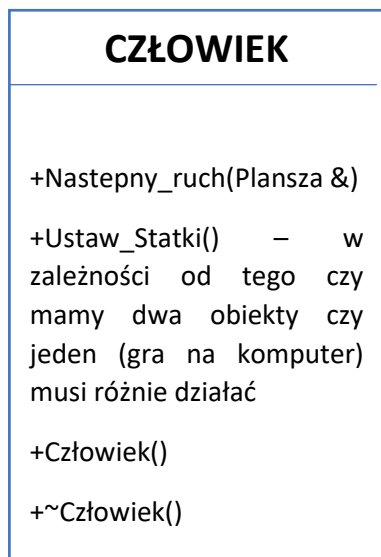 CZŁOWIEK
+Nastepny_ruch(Plansza &)
+Ustaw_Statki() – w
zależności od tego czy
mamy dwa obiekty czy
jeden (gra na komputer)
musi różnie działać
+Człowiek()
+~Człowiek()